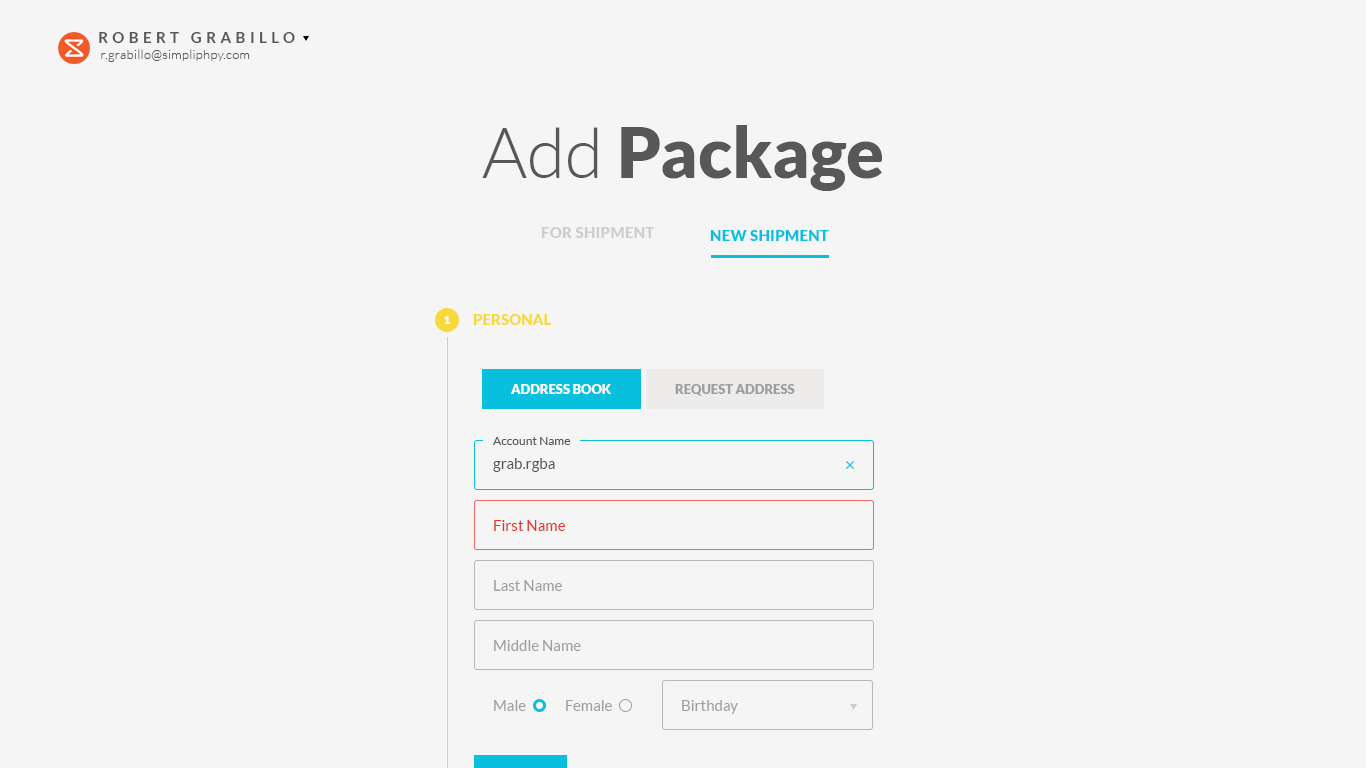 ROBERT GRABILLO
r.grabillo@simpliphpy.com
Add Package
FOR SHIPMENT
NEW SHIPMENT
1 PERSONAL
ADDRESS BOOK
REQUEST ADDRESS
Account Name
grab.rgba
First Name
Last Name
Middle Name
Male Female Birthday